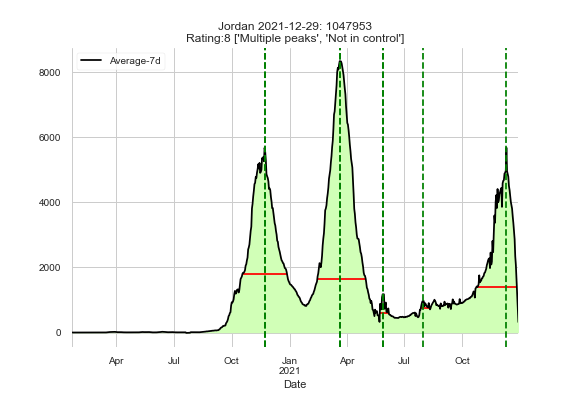 Jordan 2021-12-29: 1047953
Rating:8 ['Multiple peaks', 'Not in control']
Average-7d
8000
6000
4000
2000
0
Apr Jul Oct Jan Apr Jul Oct
2021
Date